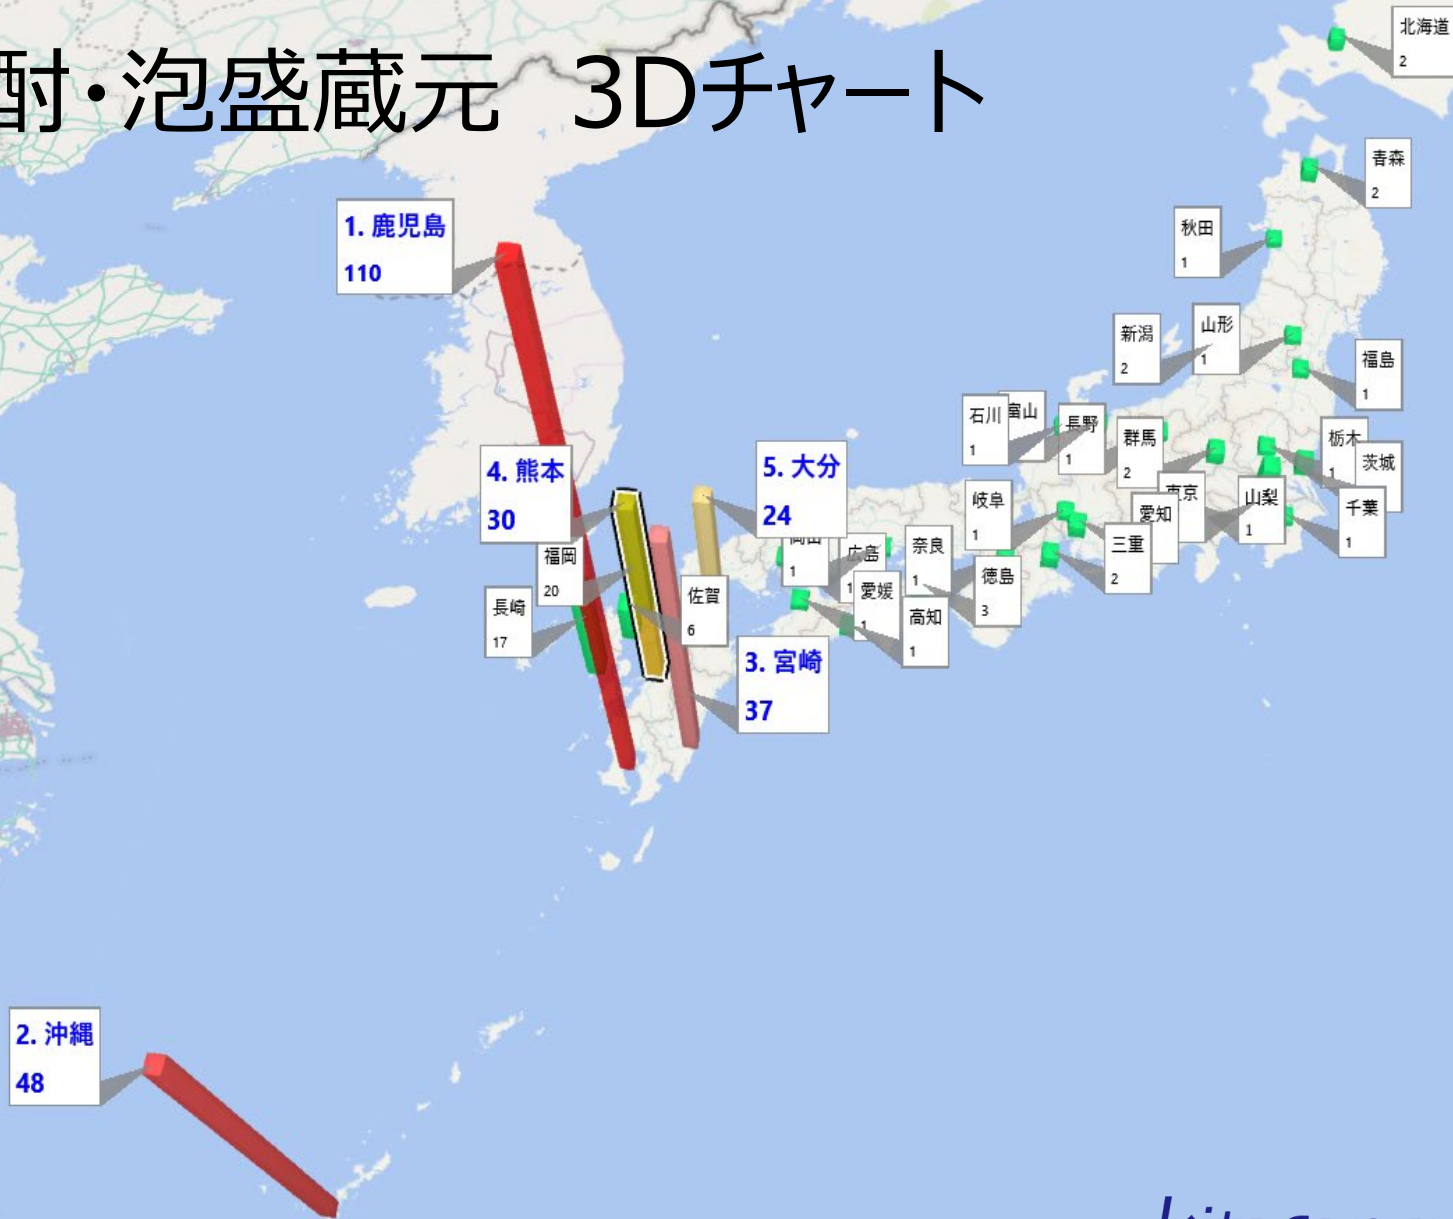 酎・泡盛蔵元　3Dチャート
北海道
2
青森
2
秋田
1
1. 鹿児島
110
新潟
2
山形
1
福島
1
石川
1
富山
長野
1
群馬
2
栃木
1
茨城
4. 熊本
30
5. 大分
24
岐阜
1
東京
愛知
山梨
1
千葉
1
福岡
20
岡山
1
広島
1
奈良
1
三重
2
長崎
17
佐賀
6
愛媛
1
徳島
3
高知
1
3. 宮崎
37
2. 沖縄
48